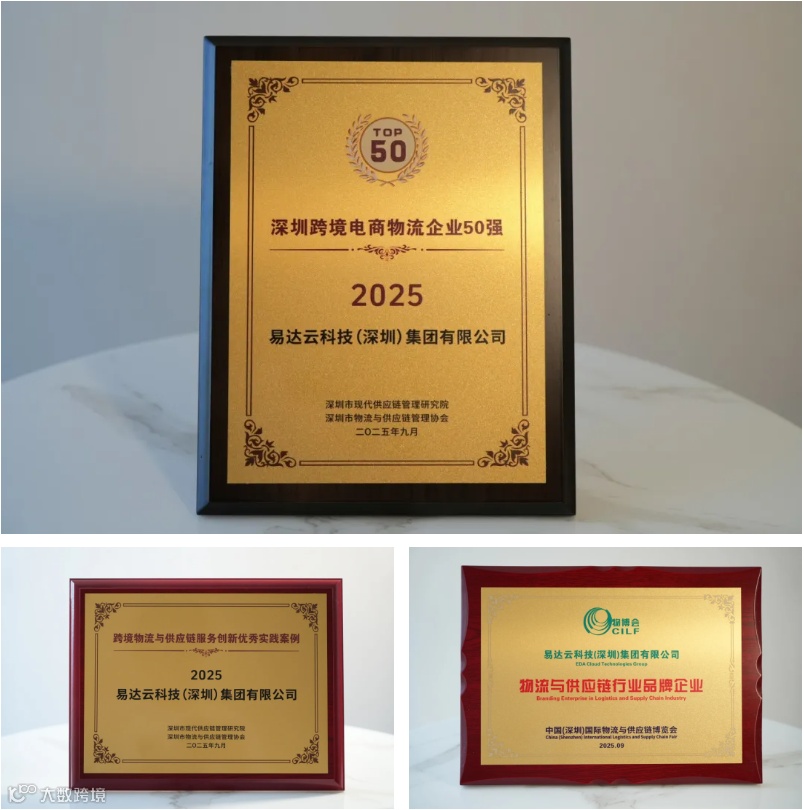 TOP
50
深圳跨境电商物流企业50强
2025
易达云科技(深圳)集团有限公司
深圳市现代供应链管理研究院
深圳市物流与供应链管理协会
二〇二五年九月
跨境物流与供应链服务创新优秀实践案例
2025
易达云科技(深圳)集团有限公司
深圳市现代供应链管理研究院
深圳市物流与供应链管理协会
二〇二五年九月
物博会
CILF
易达云科技(深圳)集团有限公司
EDA Cloud Technologies Group
物流与供应链行业品牌企业
Branding Enterprise in Logistics and Supply Chain Industry
中国(深圳)国际物流与供应链博览会
China (Shenzhen) International Logistics and Supply Chain Fair
2025.09
大数跨境